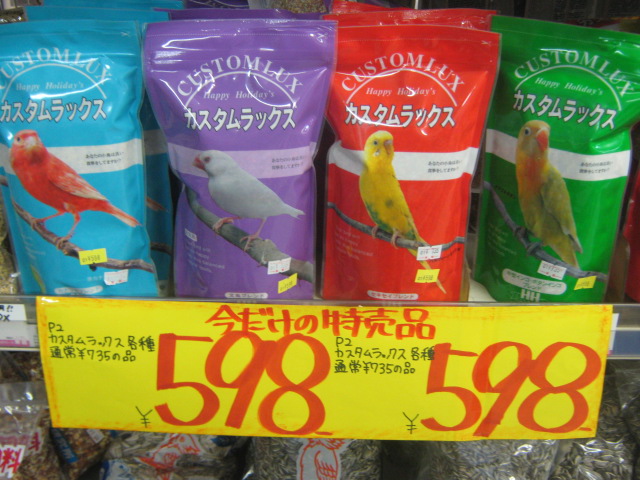 CUSTOMLUX
Happy Holiday's
カスタムラックス
CUSTOMLUX
Happy Holiday's
カスタムラックス
CUSTOMLUX
Happy Holiday's
カスタムラックス
CUSTOMLUX
Happy Holiday's
カスタムラックス
今だけの特売品
P2
カスタムラックス各種
通常¥735の品
¥598
P2
カスタムラックス各種
通常¥735の品
¥598
料